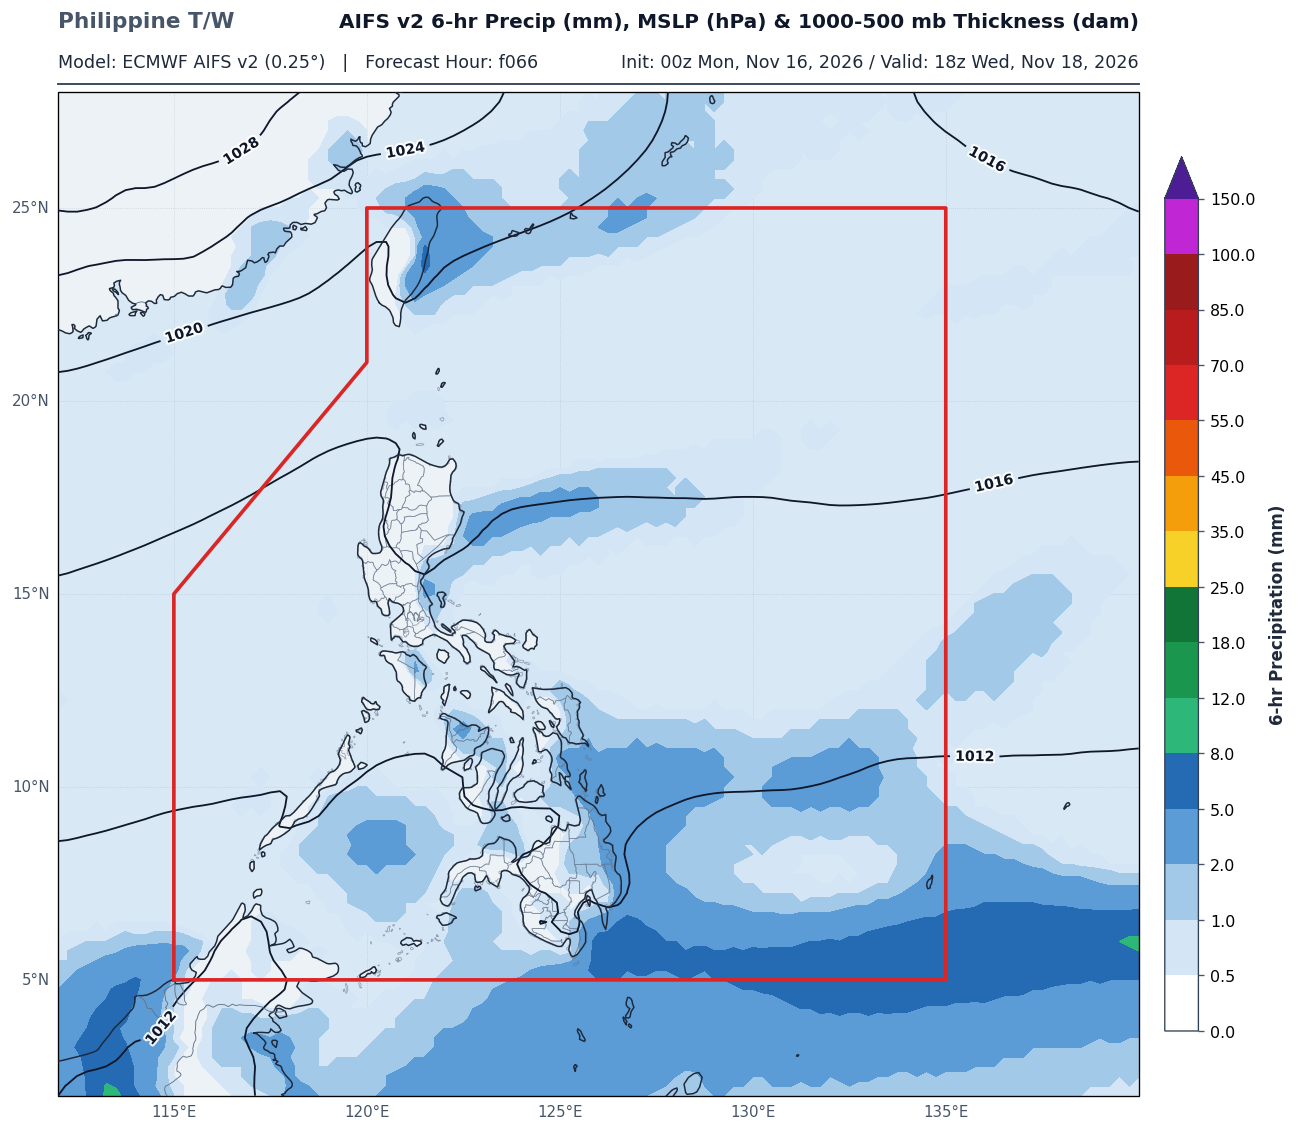 Philippine T/W
AIFS v2 6-hr Precip (mm), MSLP (hPa) & 1000-500 mb Thickness (dam)
Model: ECMWF AIFS v2 (0.25°) | Forecast Hour: f066
Init: 00z Mon, Nov 16, 2026 / Valid: 18z Wed, Nov 18, 2026
1028
1024
1016
25°N
1020
20°N
1016
15°N
1012
10°N
5°N
1012
115°E
120°E
125°E
130°E
135°E
150.0
100.0
85.0
70.0
55.0
45.0
35.0
25.0
18.0
12.0
8.0
5.0
2.0
1.0
0.5
0.0
6-hr Precipitation (mm)